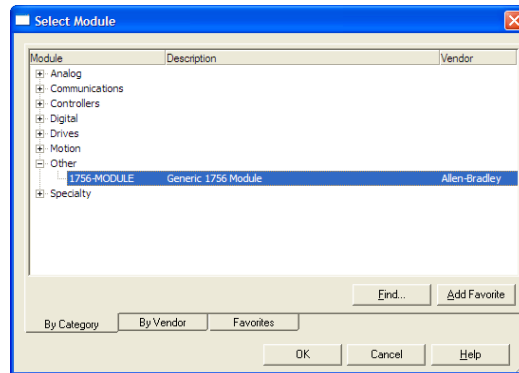 Select Module
Module Description Vendor
Analog
Communications
Controllers
Digital
Drives
Motion
Other
1756-MODULE Generic 1756 Module Allen-Bradley
Specialty
Find... Add Favorite
By Category By Vendor Favorites
OK Cancel Help